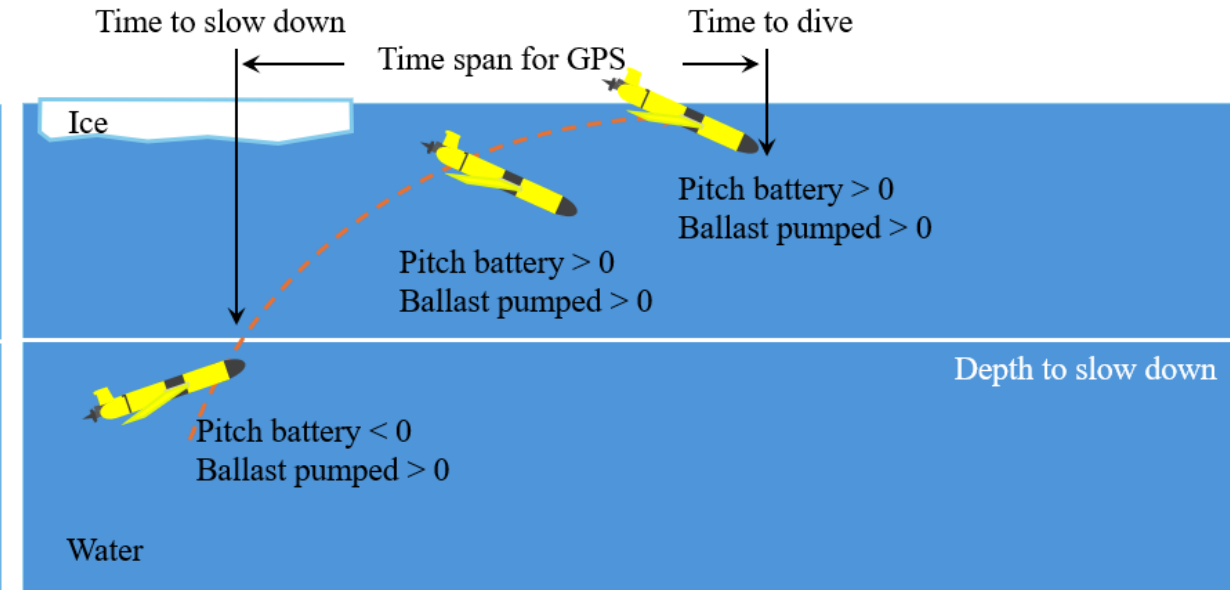 Time to slow down
Time to dive
Time span for GPS
Ice
Pitch battery > 0
Ballast pumped > 0
Pitch battery > 0
Ballast pumped > 0
Depth to slow down
Pitch battery < 0
Ballast pumped > 0
Water